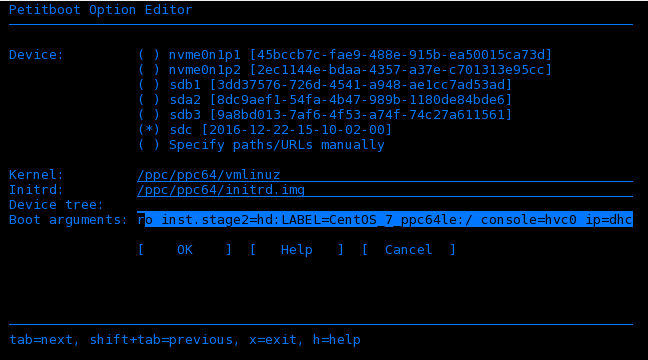 Petitboot Option Editor
Device: ( ) nvme0n1p1 [45bccb7c-fae9-488e-915b-ea50015ca73d]
( ) nvme0n1p2 [2ec1144e-bdaa-4357-a37e-c701313e95cc]
( ) sdb1 [3dd37576-726d-4541-a948-ae1cc7ad53ad]
( ) sda2 [8dc9aef1-54fa-4b47-989b-1180de84bde6]
( ) sdb3 [9a8bd013-7af6-4f53-a74f-74c27a611561]
(*) sdc [2016-12-22-15-10-02-00]
( ) Specify paths/URLs manually
Kernel: /ppc/ppc64/vmlinuz
Initrd: /ppc/ppc64/initrd.img
Device tree:
Boot arguments: ro inst.stage2=hd:LABEL=CentOS_7_ppc64le:/ console=hvc0 ip=dhc
[ OK ] [ Help ] [ Cancel ]
tab=next, shift+tab=previous, x=exit, h=help